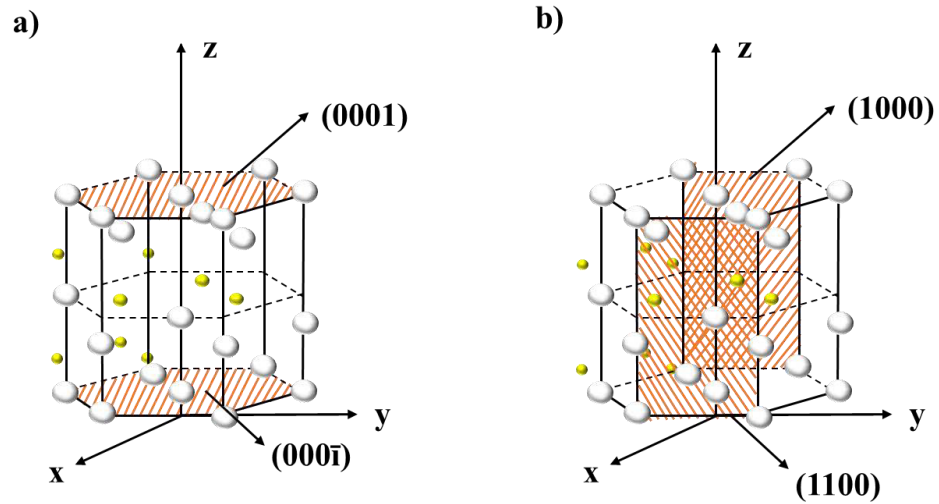 a)
z
(0001)
(000ī)
x
y
b)
z
(1000)
(1100)
x
y